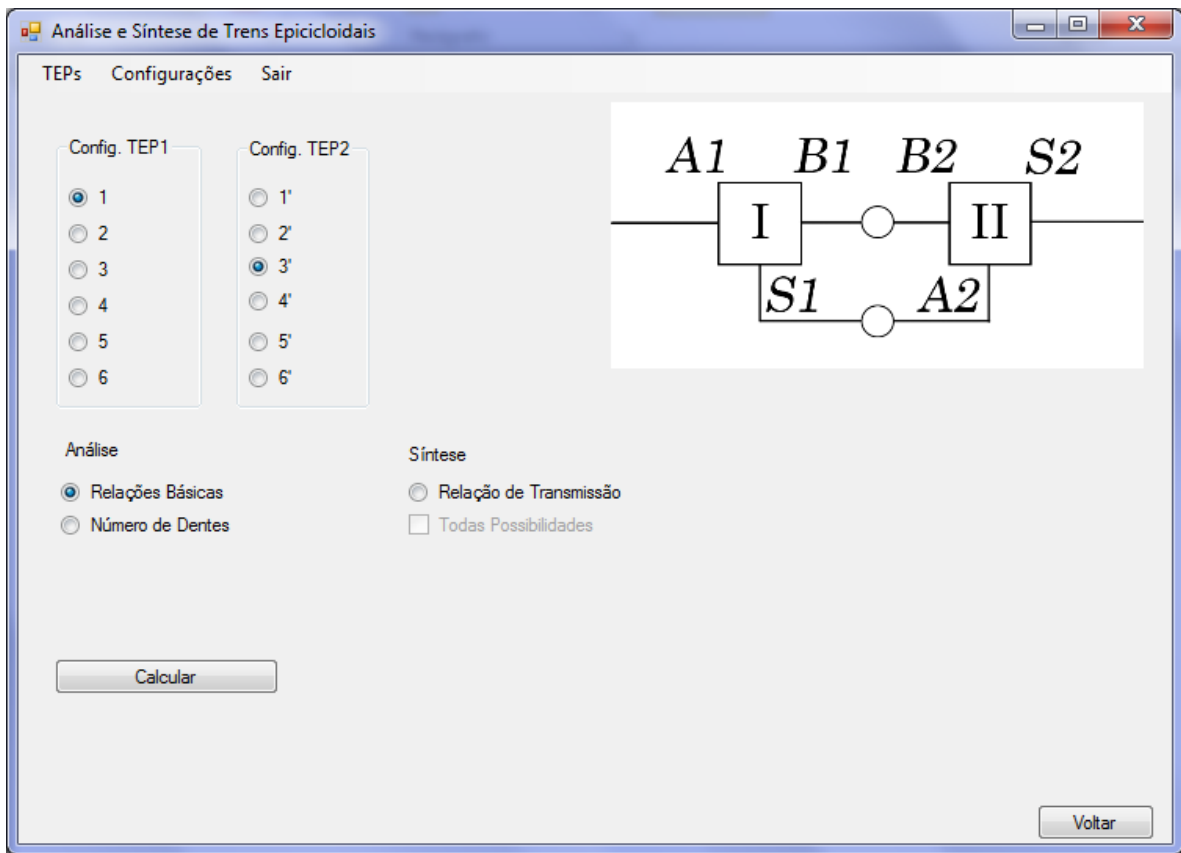 Análise e Síntese de Trens Epicicloidais
TEPs Configurações Sair
Config. TEP1
1
2
3
4
5
6
Config. TEP2
1'
2'
3'
4'
5'
6'
A1 B1 B2 S2
I II
S1 A2
Análise
Relações Básicas
Número de Dentes
Síntese
Relação de Transmissão
Todas Possibilidades
Calcular
Voltar